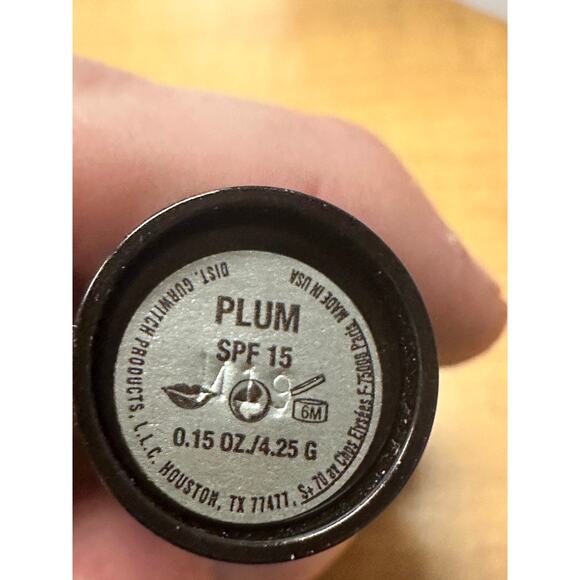 PLUM
SPF 15
6M
0.15 OZ./4.25 G
DIST. GURWITCH PRODUCTS, L.L.C. HOUSTON, TX 77477, S+ 70 av Chps Elysées F-75008 Paris MADE IN USA